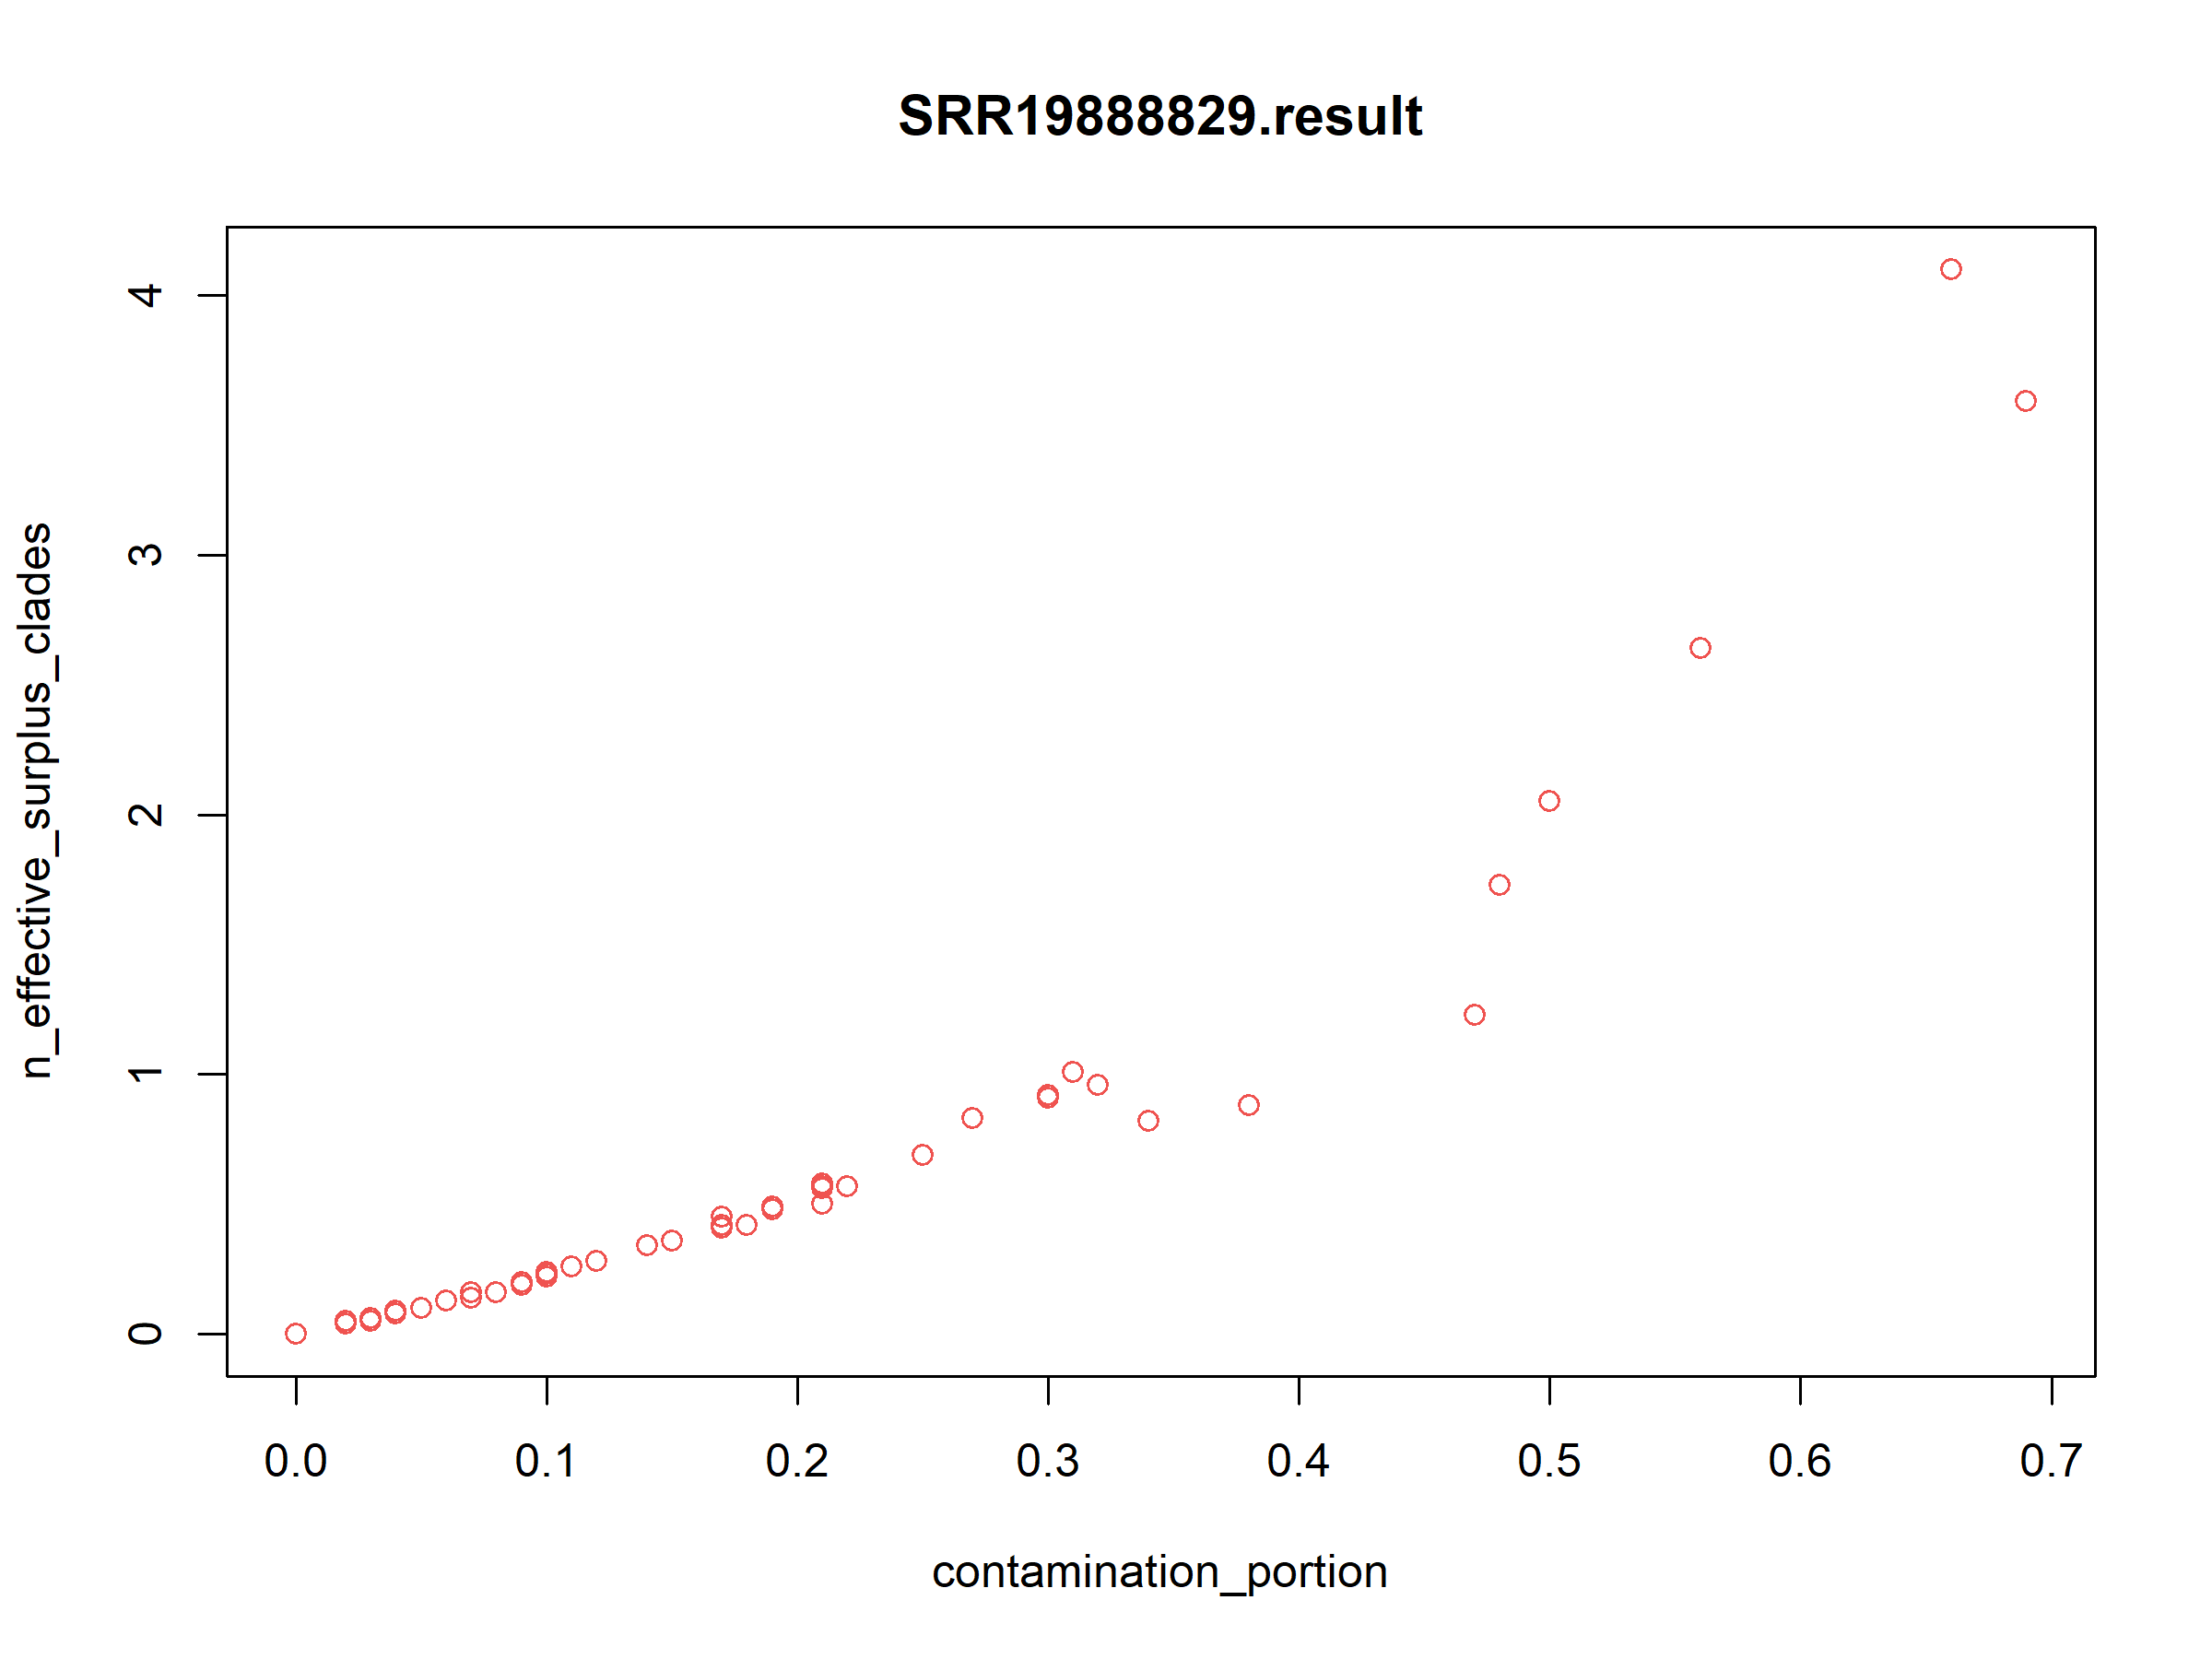 SRR19888829.result
n_effective_surplus_clades
4
3
2
1
0
0.0 0.1 0.2 0.3 0.4 0.5 0.6 0.7
contamination_portion